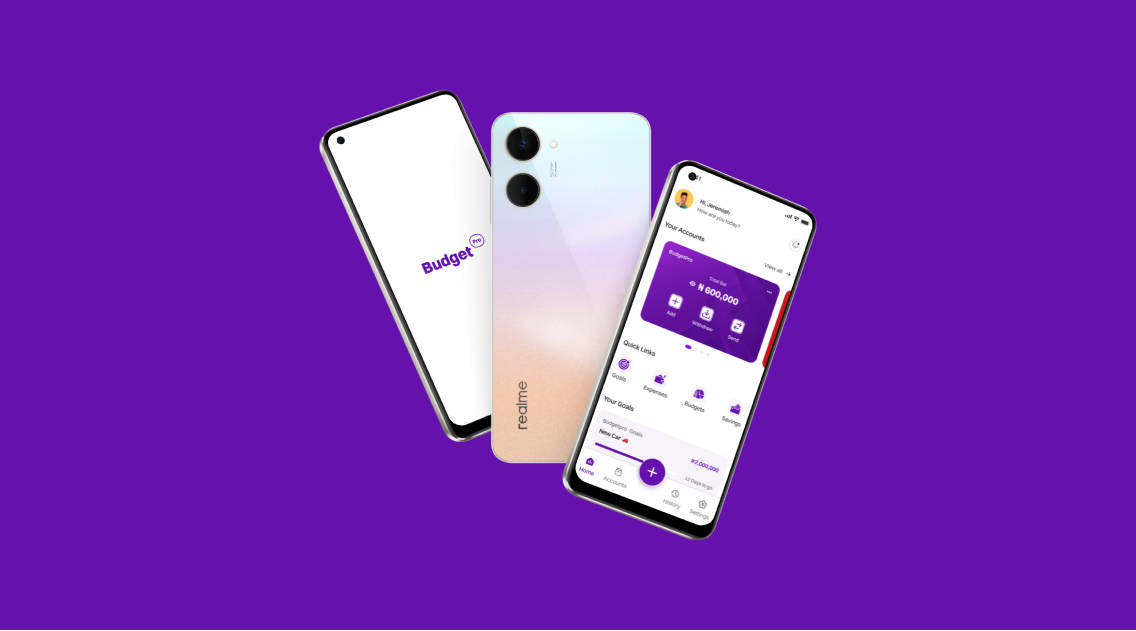 Budget Pro
realme
Hi, Jeremiah
How are you today?
Your Accounts
View all
BudgetPro
Total Bal
₦ 600,000
Add
Withdraw
Send
Quick Links
Goals
Expenses
Budgets
Savings
Your Goals
Budgetpro -Goals
New Car
₦2,000,000
Days to go
Home
Accounts
History
Settings